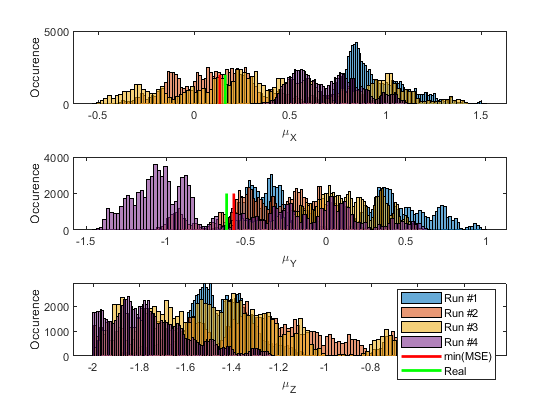 5000
Occurence
0
-0.5 0 0.5 1 1.5
μX
4000
Occurence
2000
0
-1.5 -1 -0.5 0 0.5 1
μY
Occurence
2000
1000
0
-2 -1.8 -1.6 -1.4 -1.2 -1 -0.8
μZ
Run #1
Run #2
Run #3
Run #4
min(MSE)
Real